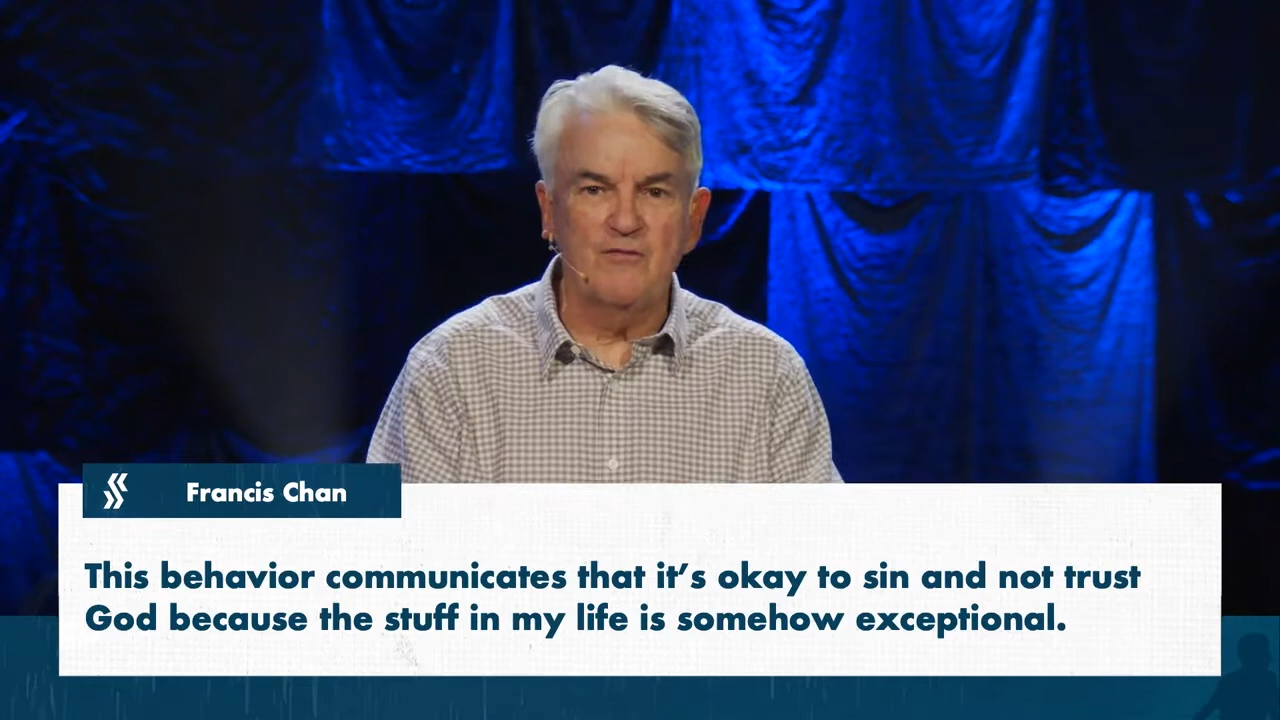 Francis Chan
This behavior communicates that it’s okay to sin and not trust
God because the stuff in my life is somehow exceptional.